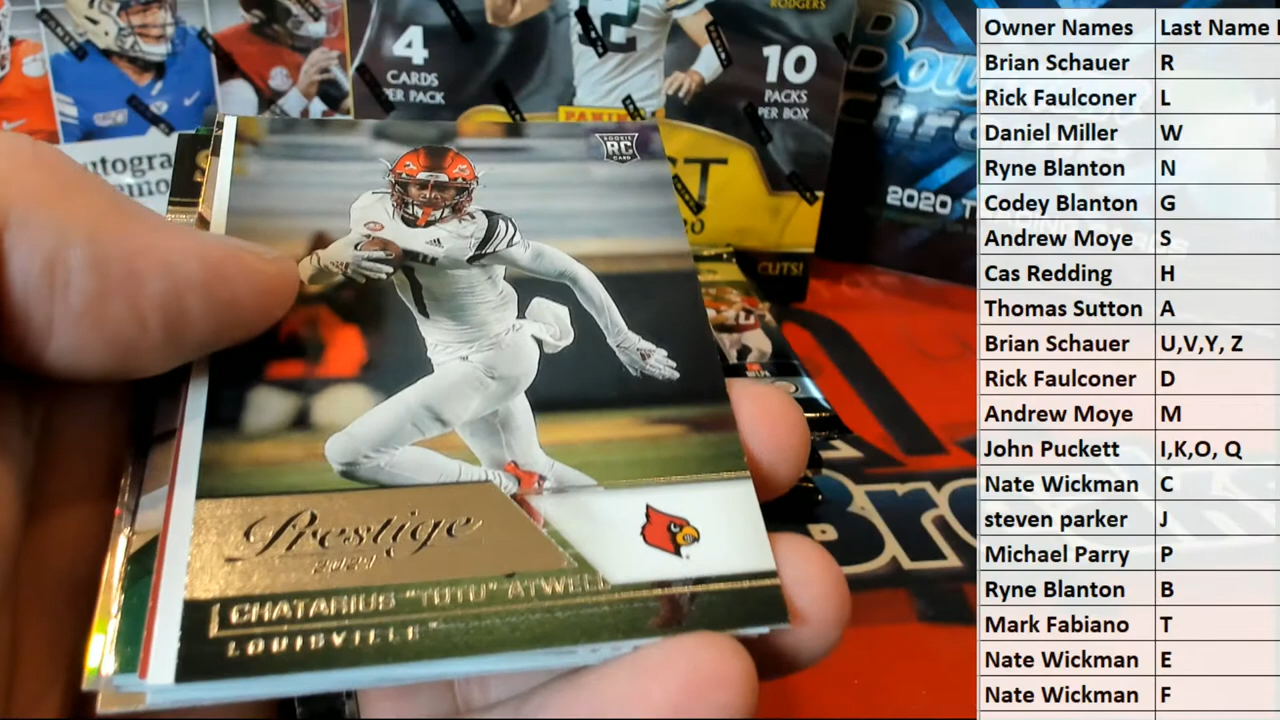 RODGERS
4
CARDS
PER PACK
10
PACKS
PER BOX
PANINI
2020
CUTS!
ROOKIE
RC
CARD
1
Prestige
2021
CHATARIUS "TUTU" ATWELL
LOUISVILLE
Owner Names Last Name
Brian Schauer R
Rick Faulconer L
Daniel Miller W
Ryne Blanton N
Codey Blanton G
Andrew Moye S
Cas Redding H
Thomas Sutton A
Brian Schauer U,V,Y, Z
Rick Faulconer D
Andrew Moye M
John Puckett I,K,O, Q
Nate Wickman C
steven parker J
Michael Parry P
Ryne Blanton B
Mark Fabiano T
Nate Wickman E
Nate Wickman F